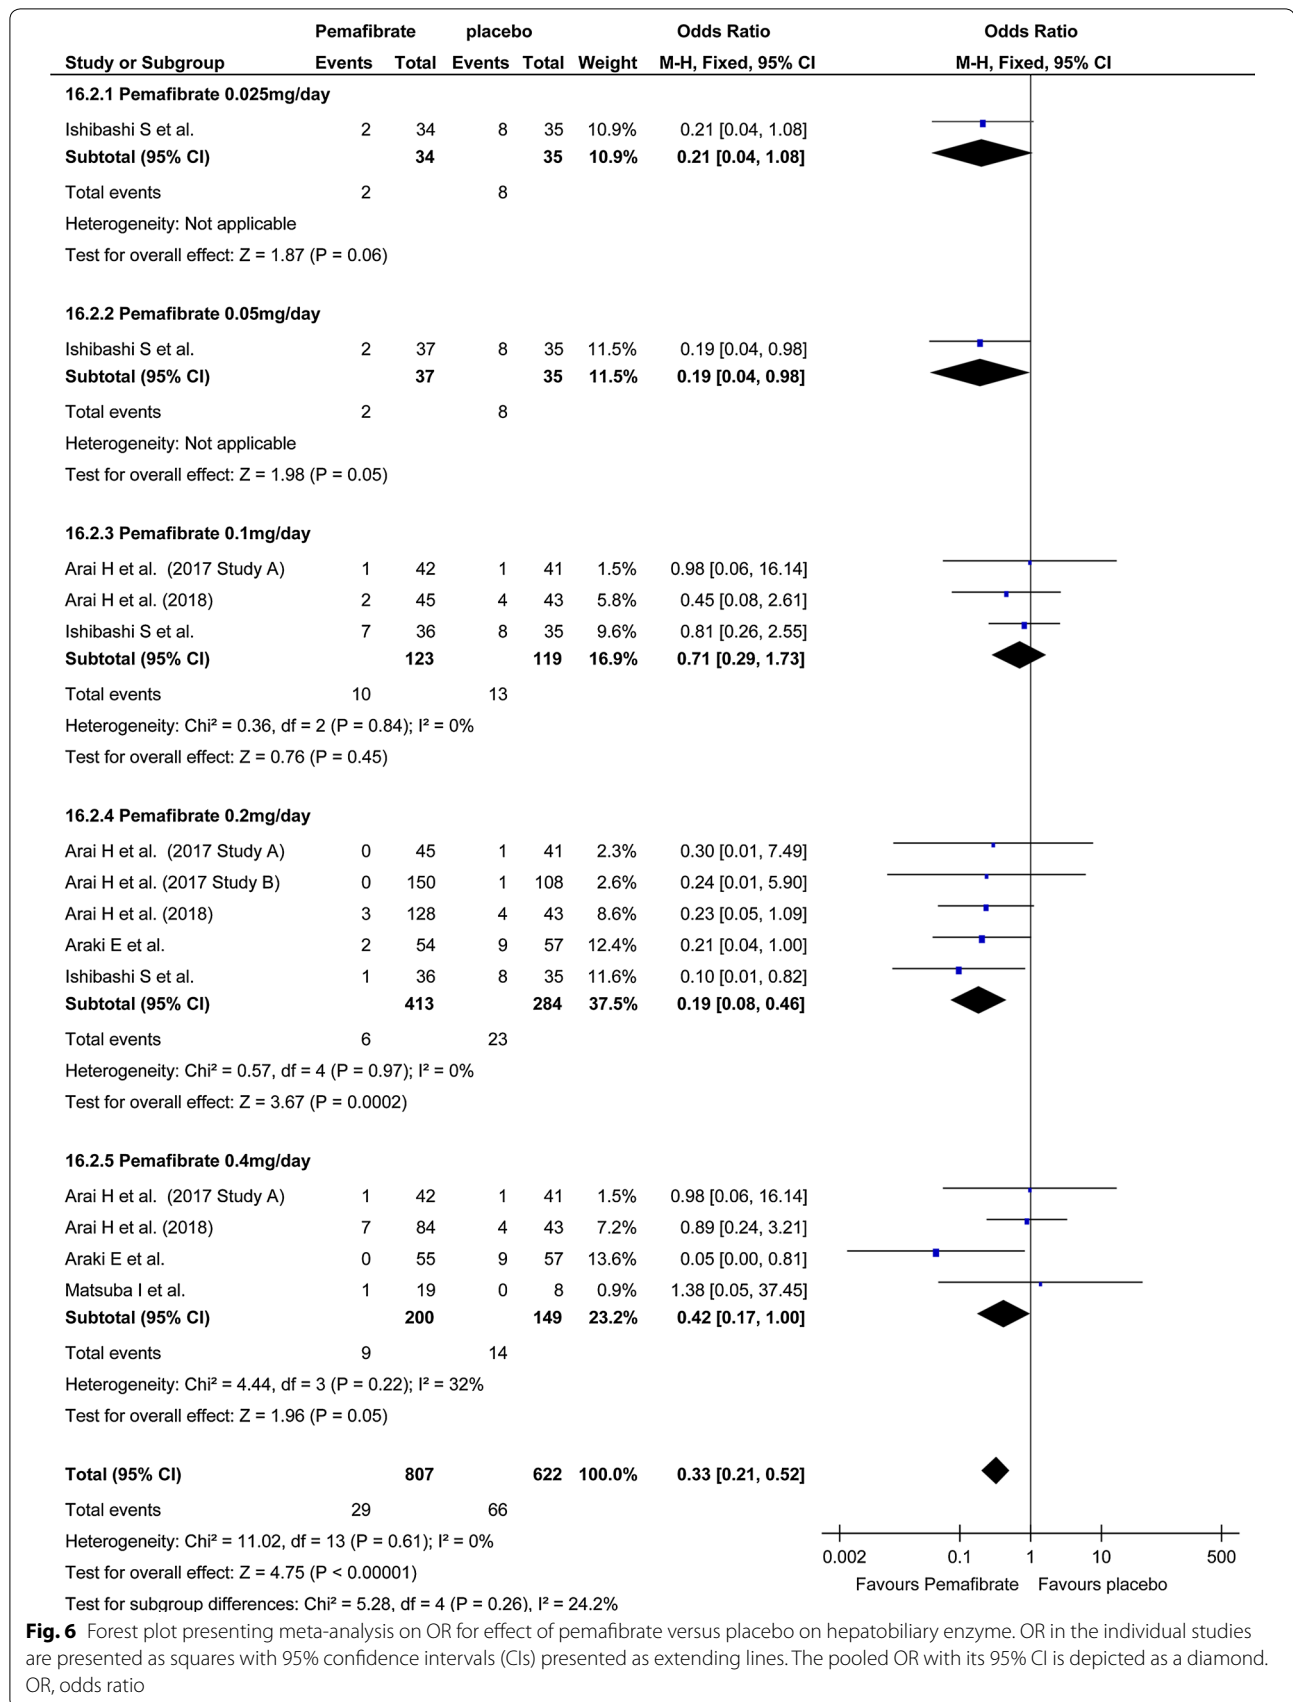 Pemafibrate placebo Odds Ratio Odds Ratio
Study or Subgroup Events Total Events Total Weight M-H, Fixed, 95% CI M-H, Fixed, 95% CI
16.2.1 Pemafibrate 0.025mg/day
Ishibashi S et al. 2 34 8 35 10.9% 0.21 [0.04, 1.08]
Subtotal (95% CI) 34 35 10.9% 0.21 [0.04, 1.08]
Total events 2 8
Heterogeneity: Not applicable
Test for overall effect: Z = 1.87 (P = 0.06)
16.2.2 Pemafibrate 0.05mg/day
Ishibashi S et al. 2 37 8 35 11.5% 0.19 [0.04, 0.98]
Subtotal (95% CI) 37 35 11.5% 0.19 [0.04, 0.98]
Total events 2 8
Heterogeneity: Not applicable
Test for overall effect: Z = 1.98 (P = 0.05)
16.2.3 Pemafibrate 0.1mg/day
Arai H et al. (2017 Study A) 1 42 1 41 1.5% 0.98 [0.06, 16.14]
Arai H et al. (2018) 2 45 4 43 5.8% 0.45 [0.08, 2.61]
Ishibashi S et al. 7 36 8 35 9.6% 0.81 [0.26, 2.55]
Subtotal (95% CI) 123 119 16.9% 0.71 [0.29, 1.73]
Total events 10 13
Heterogeneity: Chi² = 0.36, df = 2 (P = 0.84); I² = 0%
Test for overall effect: Z = 0.76 (P = 0.45)
16.2.4 Pemafibrate 0.2mg/day
Arai H et al. (2017 Study A) 0 45 1 41 2.3% 0.30 [0.01, 7.49]
Arai H et al. (2017 Study B) 0 150 1 108 2.6% 0.24 [0.01, 5.90]
Arai H et al. (2018) 3 128 4 43 8.6% 0.23 [0.05, 1.09]
Araki E et al. 2 54 9 57 12.4% 0.21 [0.04, 1.00]
Ishibashi S et al. 1 36 8 35 11.6% 0.10 [0.01, 0.82]
Subtotal (95% CI) 413 284 37.5% 0.19 [0.08, 0.46]
Total events 6 23
Heterogeneity: Chi² = 0.57, df = 4 (P = 0.97); I² = 0%
Test for overall effect: Z = 3.67 (P = 0.0002)
16.2.5 Pemafibrate 0.4mg/day
Arai H et al. (2017 Study A) 1 42 1 41 1.5% 0.98 [0.06, 16.14]
Arai H et al. (2018) 7 84 4 43 7.2% 0.89 [0.24, 3.21]
Araki E et al. 0 55 9 57 13.6% 0.05 [0.00, 0.81]
Matsuba I et al. 1 19 0 8 0.9% 1.38 [0.05, 37.45]
Subtotal (95% CI) 200 149 23.2% 0.42 [0.17, 1.00]
Total events 9 14
Heterogeneity: Chi² = 4.44, df = 3 (P = 0.22); I² = 32%
Test for overall effect: Z = 1.96 (P = 0.05)
Total (95% CI) 807 622 100.0% 0.33 [0.21, 0.52]
Total events 29 66
Heterogeneity: Chi² = 11.02, df = 13 (P = 0.61); I² = 0%
Test for overall effect: Z = 4.75 (P < 0.00001)
Test for subgroup differences: Chi² = 5.28, df = 4 (P = 0.26), I² = 24.2%
0.002 0.1 1 10 500
Favours Pemafibrate Favours placebo
Fig. 6 Forest plot presenting meta-analysis on OR for effect of pemafibrate versus placebo on hepatobiliary enzyme. OR in the individual studies
are presented as squares with 95% confidence intervals (CIs) presented as extending lines. The pooled OR with its 95% CI is depicted as a diamond.
OR, odds ratio